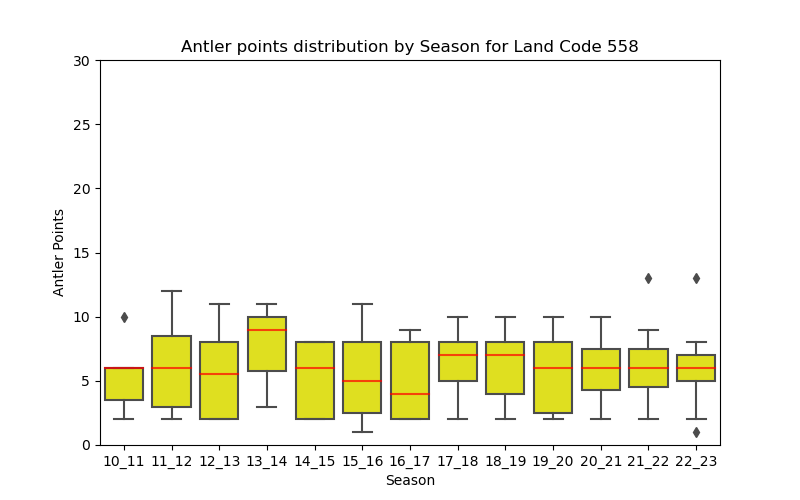 Antler points distribution by Season for Land Code 558
Antler Points
30
25
20
15
10
5
0
10_11 11_12 12_13 13_14 14_15 15_16 16_17 17_18 18_19 19_20 20_21 21_22 22_23
Season